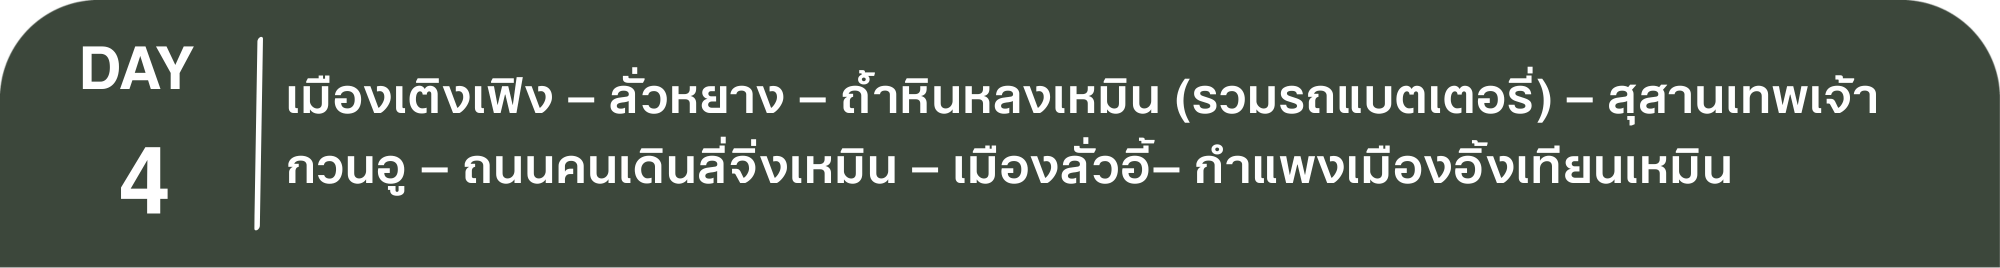 DAY
4
เมืองเติงเฟิง – ลั่วหยาง – ถ้ำหินหลงเหมิน (รวมรถแบตเตอรี่) – สุสานเทพเจ้า
กวนอู – ถนนคนเดินลี่จิ่งเหมิน – เมืองลั่วอี้– กำแพงเมืองอิ้งเทียนเหมิน